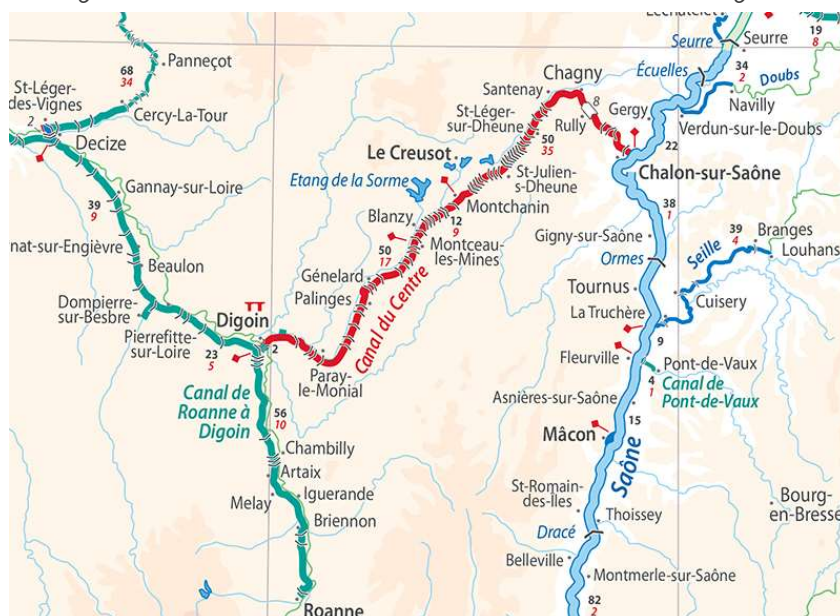 Lechâtelet
19
8
Seurre
Seurre
68
34
Panneçot
Chagny
Écuelles
34
2
Doubs
St-Léger-
des-Vignes
2
Santenay
8
Gergy
Navilly
Cercy-La-Tour
St-Léger-
sur-Dheune
Rully
Verdun-sur-le-Doubs
Decize
50
35
22
Le Creusot
Chalon-sur-Saône
Gannay-sur-Loire
Etang de la Sorme
St-Julien-
s-Dheune
39
9
Montchanin
38
1
39
4
Branges
Blanzy
12
9
Gigny-sur-Saône
Seille
Louhans
nat-sur-Engièvre
50
17
Montceau-
les-Mines
Ormes
Beaulon
Génelard
Tournus
Cuisery
Palinges
Canal du Centre
La Truchère
Dompierre-
sur-Besbre
Digoin
9
Pierrefitte-
sur-Loire
2
Fleurville
Pont-de-Vaux
23
5
Paray-
le-Monial
4
1
Canal de
Pont-de-Vaux
Canal de
Roanne à
Digoin
56
10
Asnières-sur-Saône
15
Chambilly
Mâcon
Saône
Artaix
Melay
Iguerande
St-Romain-
des-Îles
Bourg-
en-Bresse
Briennon
Thoissey
Dracé
Belleville
Montmerle-sur-Saône
82
2
Roanne